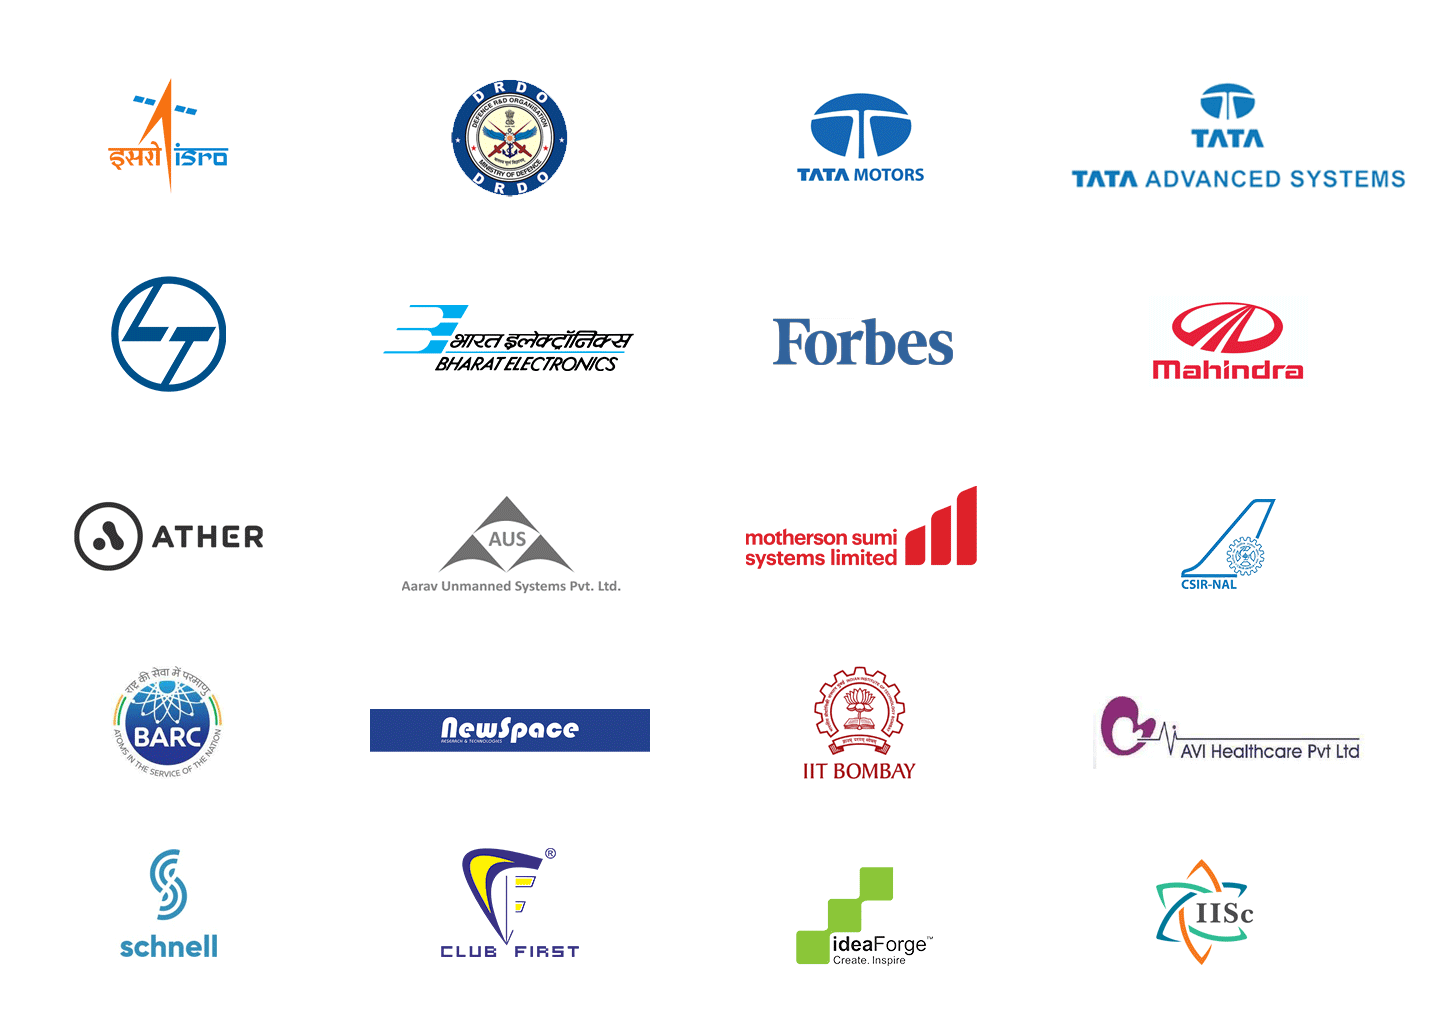 इसरो isro
DRDO
DEFENCE R&D ORGANISATION
MINISTRY OF DEFENCE
DRDO
TATA MOTORS
TATA
TATA ADVANCED SYSTEMS
LT
भारत इलेक्ट्रॉनिक्स
BHARAT ELECTRONICS
Forbes
Mahindra
ATHER
AUS
Aarav Unmanned Systems Pvt. Ltd.
motherson sumi
systems limited
CSIR-NAL
राष्ट्र की सेवा में परमाणु
BARC
ATOMS IN THE SERVICE OF THE NATION
NewSpace
RESEARCH & TECHNOLOGIES
IIT BOMBAY
AVI Healthcare Pvt Ltd
schnell
F
®
CLUB FIRST
ideaForge™
Create. Inspire
IISc